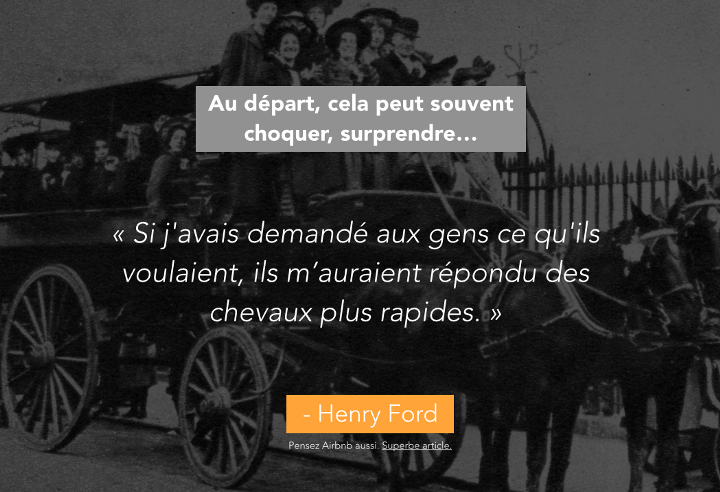 Au départ, cela peut souvent
choquer, surprendre…
« Si j'avais demandé aux gens ce qu'ils
voulaient, ils m’auraient répondu des
chevaux plus rapides. »
- Henry Ford
Pensez Airbnb aussi. Superbe article.